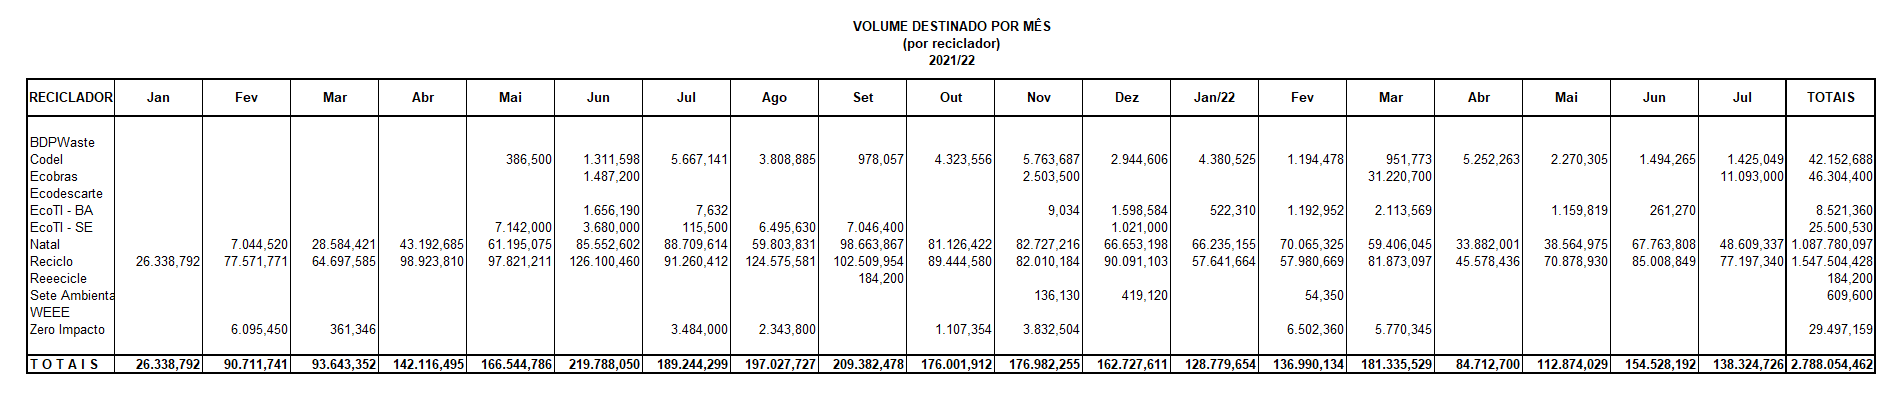 VOLUME DESTINADO POR MÊS
(por reciclador)
2021/22
RECICLADOR Jan Fev Mar Abr Mai Jun Jul Ago Set Out Nov Dez Jan/22 Fev Mar Abr Mai Jun Jul TOTAIS
BDPWaste
Codel 386,500 1.311,598 5.667,141 3.808,885 978,057 4.323,556 5.763,687 2.944,606 4.380,525 1.194,478 951,773 5.252,263 2.270,305 1.494,265 1.425,049 42.152,688
Ecobras 1.487,200 2.503,500 31.220,700 11.093,000 46.304,400
Ecodescarte
EcoTI - BA 1.656,190 7,632 9,034 1.598,584 522,310 1.192,952 2.113,569 1.159,819 261,270 8.521,360
EcoTI - SE 7.142,000 3.680,000 115,500 6.495,630 7.046,400 1.021,000 25.500,530
Natal 7.044,520 28.584,421 43.192,685 61.195,075 85.552,602 88.709,614 59.803,831 98.663,867 81.126,422 82.727,216 66.653,198 66.235,155 70.065,325 59.406,045 33.882,001 38.564,975 67.763,808 48.609,337 1.087.780,097
Reciclo 26.338,792 77.571,771 64.697,585 98.923,810 97.821,211 126.100,460 91.260,412 124.575,581 102.509,954 89.444,580 82.010,184 90.091,103 57.641,664 57.980,669 81.873,097 45.578,436 70.878,930 85.008,849 77.197,340 1.547.504,428
Reeecicle 184,200 184,200
Sete Ambienta 136,130 419,120 54,350 609,600
WEEE
Zero Impacto 6.095,450 361,346 3.484,000 2.343,800 1.107,354 3.832,504 6.502,360 5.770,345 29.497,159
T O T A I S 26.338,792 90.711,741 93.643,352 142.116,495 166.544,786 219.788,050 189.244,299 197.027,727 209.382,478 176.001,912 176.982,255 162.727,611 128.779,654 136.990,134 181.335,529 84.712,700 112.874,029 154.528,192 138.324,726 2.788.054,462